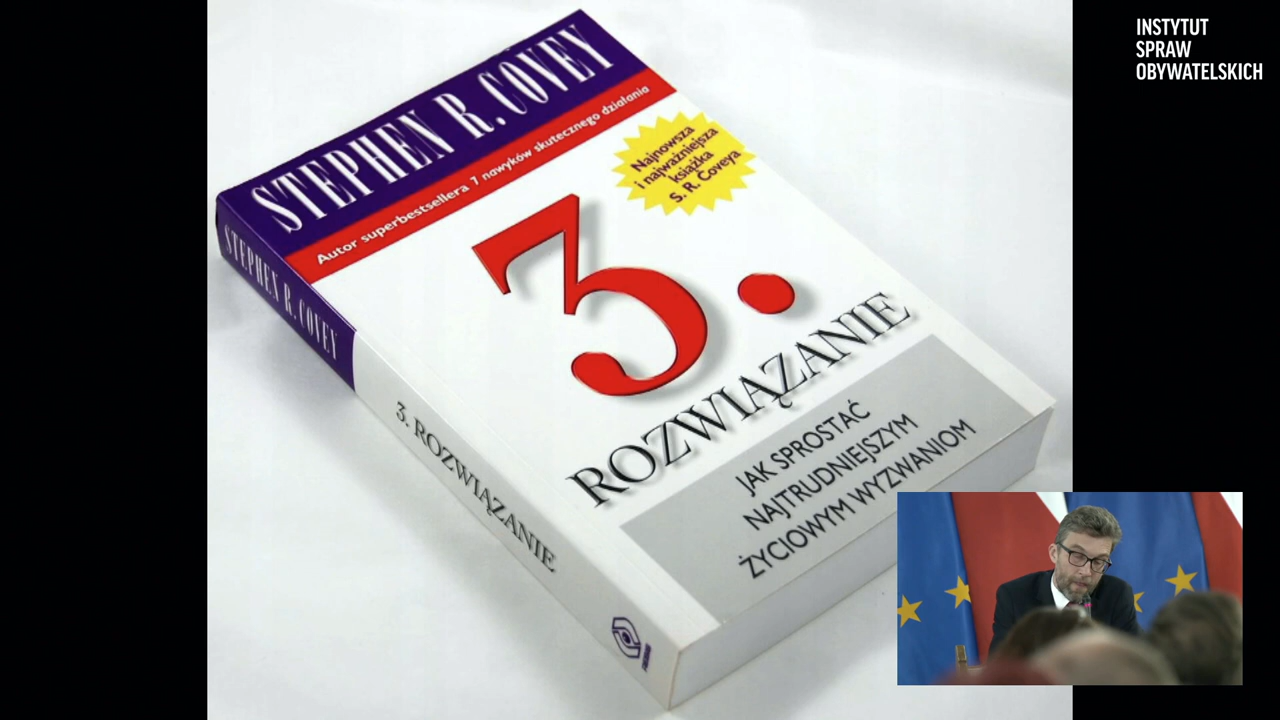 INSTYTUT
SPRAW
OBYWATELSKICH
STEPHEN R. COVEY
Autor superbestsellera 7 nawyków skutecznego działania
Najnowsza
i najważniejsza
książka
S. R. Coveya
3.
ROZWIĄZANIE
JAK SPROSTAĆ
NAJTRUDNIEJSZYM
ŻYCIOWYM WYZWANIOM
STEPHEN R. COVEY
3. ROZWIĄZANIE